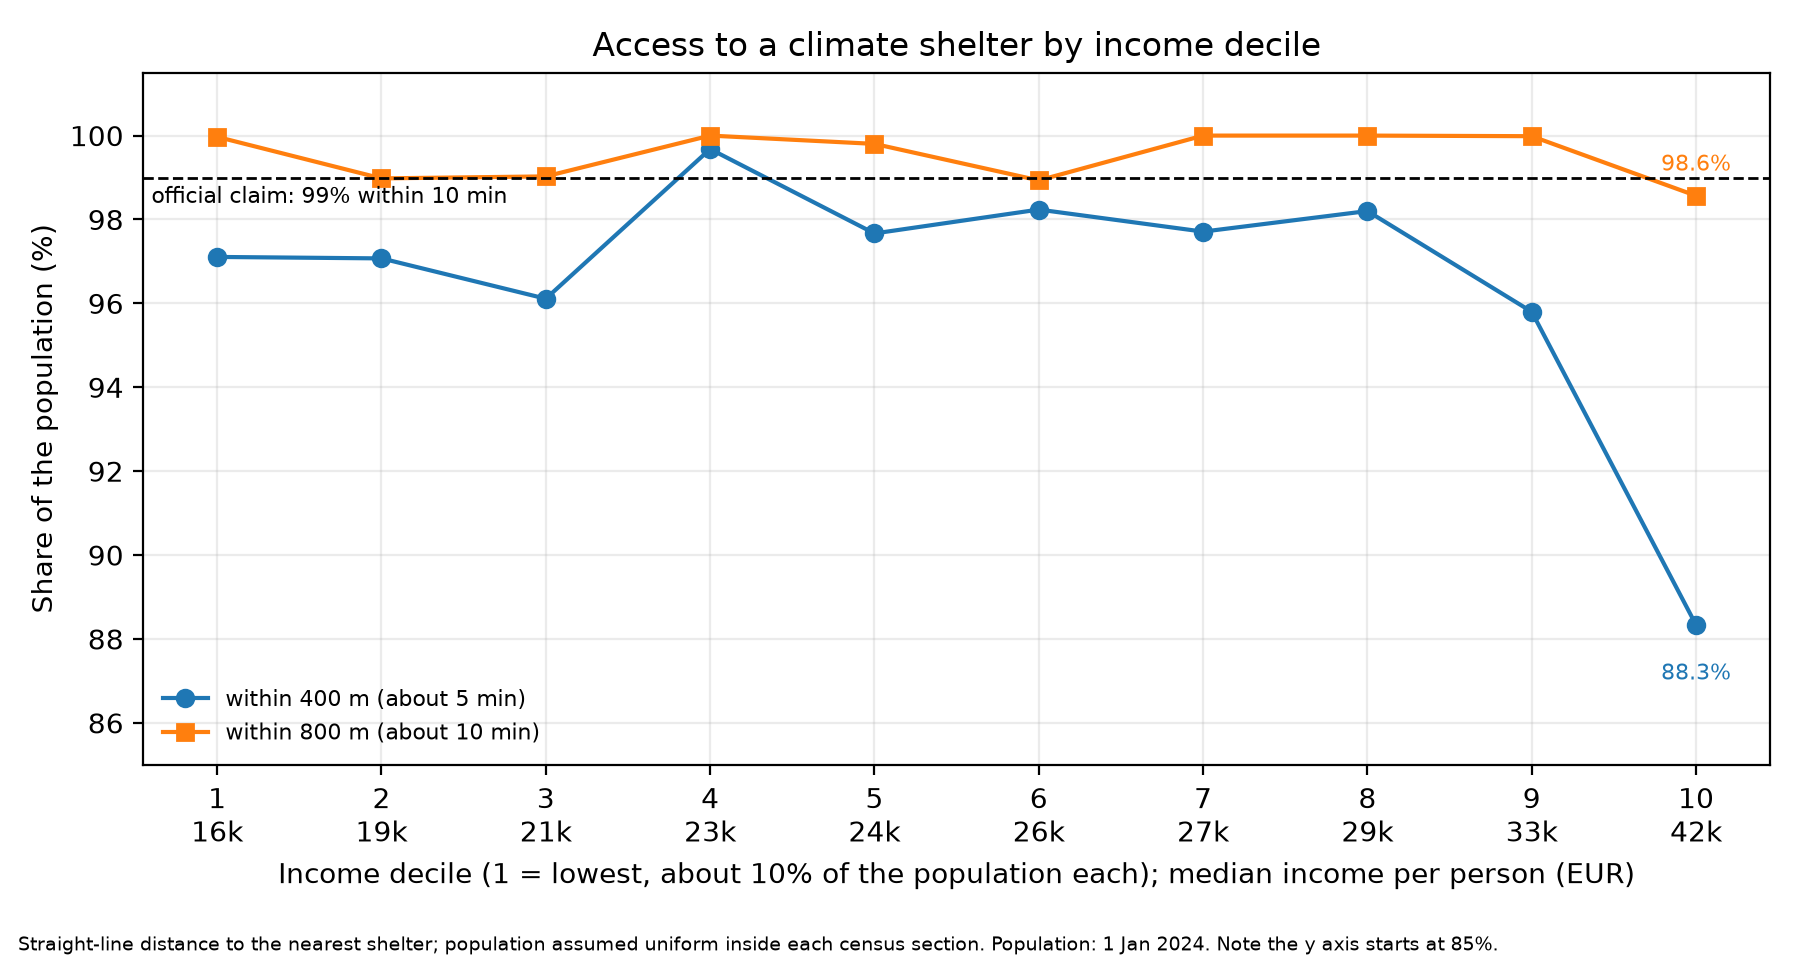 Access to a climate shelter by income decile
Share of the population (%)
100
98
96
94
92
90
88
86
official claim: 99% within 10 min
98.6%
88.3%
within 400 m (about 5 min)
within 800 m (about 10 min)
1 2 3 4 5 6 7 8 9 10
16k 19k 21k 23k 24k 26k 27k 29k 33k 42k
Income decile (1 = lowest, about 10% of the population each); median income per person (EUR)
Straight-line distance to the nearest shelter; population assumed uniform inside each census section. Population: 1 Jan 2024. Note the y axis starts at 85%.